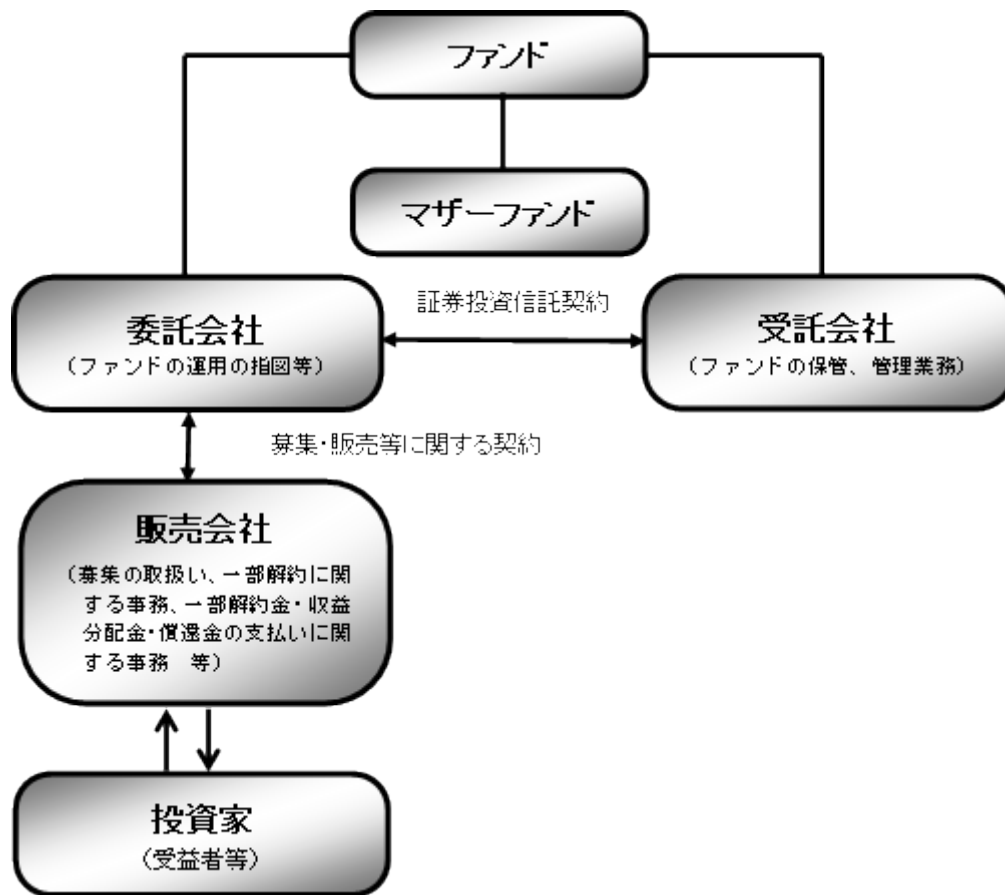 ファンド
マザーファンド
委託会社
(ファンドの運用の指図等)
証券投資信託契約
受託会社
(ファンドの保管、管理業務)
募集・販売等に関する契約
販売会社
(募集の取扱い、一部解約に関
する事務、一部解約金・収益
分配金・償還金の支払いに関
する事務　等)
投資家
(受益者等)